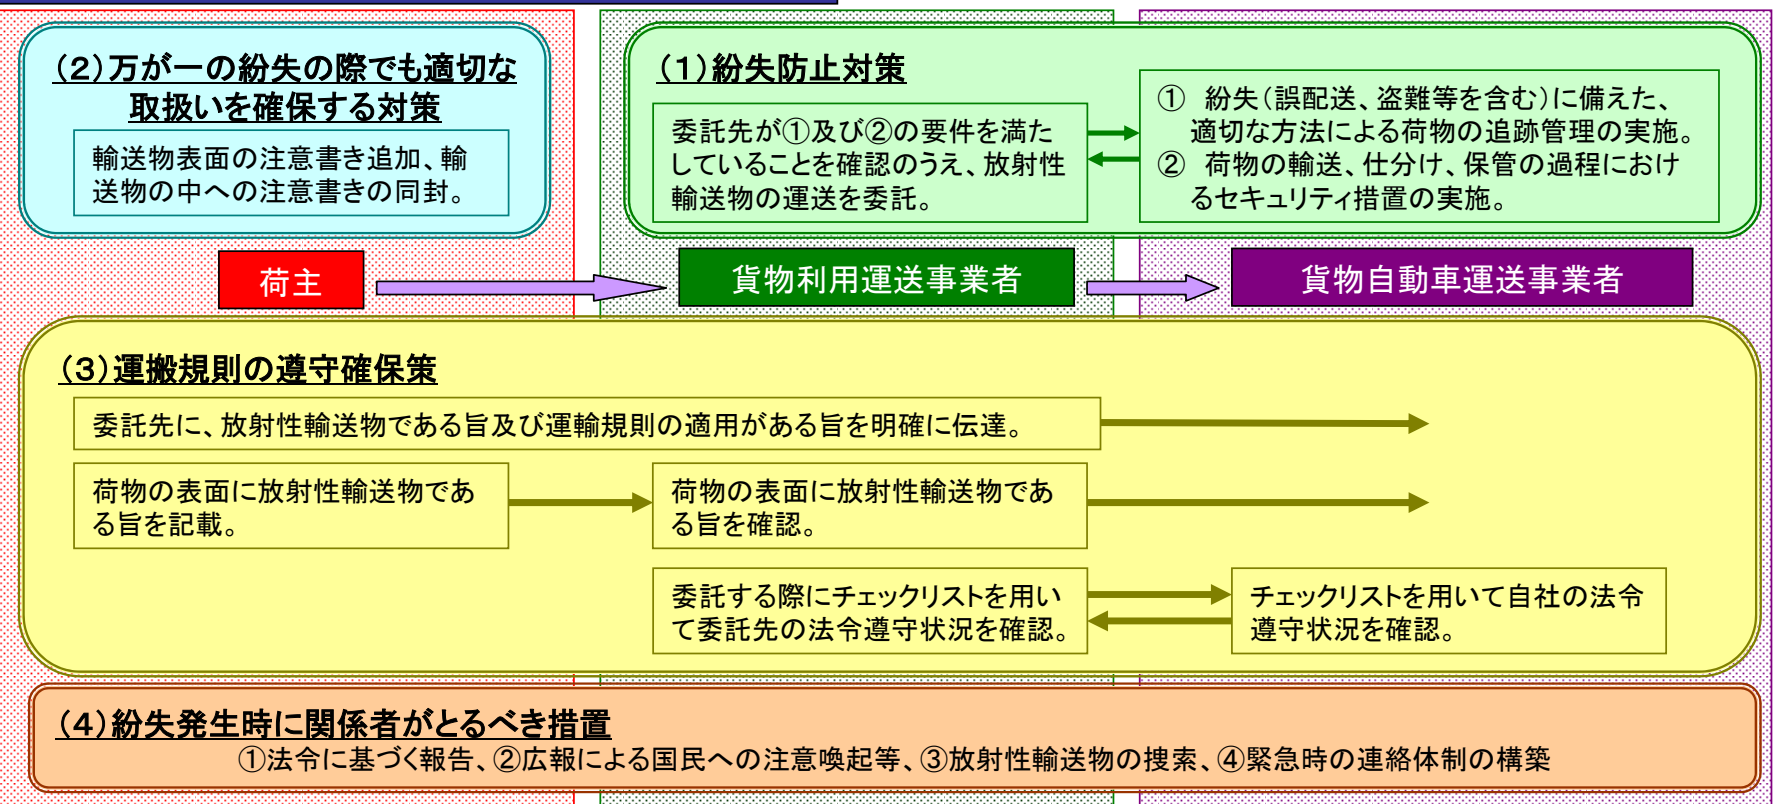 (2)万が一の紛失の際でも適切な
取扱いを確保する対策
輸送物表面の注意書き追加、輸
送物の中への注意書きの同封。
(1)紛失防止対策
委託先が①及び②の要件を満た
していることを確認のうえ、放射性
輸送物の運送を委託。
① 紛失(誤配送、盗難等を含む)に備えた、
適切な方法による荷物の追跡管理の実施。
② 荷物の輸送、仕分け、保管の過程におけ
るセキュリティ措置の実施。
荷主
貨物利用運送事業者
貨物自動車運送事業者
(3)運搬規則の遵守確保策
委託先に、放射性輸送物である旨及び運輸規則の適用がある旨を明確に伝達。
荷物の表面に放射性輸送物であ
る旨を記載。
荷物の表面に放射性輸送物であ
る旨を確認。
委託する際にチェックリストを用い
て委託先の法令遵守状況を確認。
チェックリストを用いて自社の法令
遵守状況を確認。
(4)紛失発生時に関係者がとるべき措置
①法令に基づく報告、②広報による国民への注意喚起等、③放射性輸送物の捜索、④緊急時の連絡体制の構築